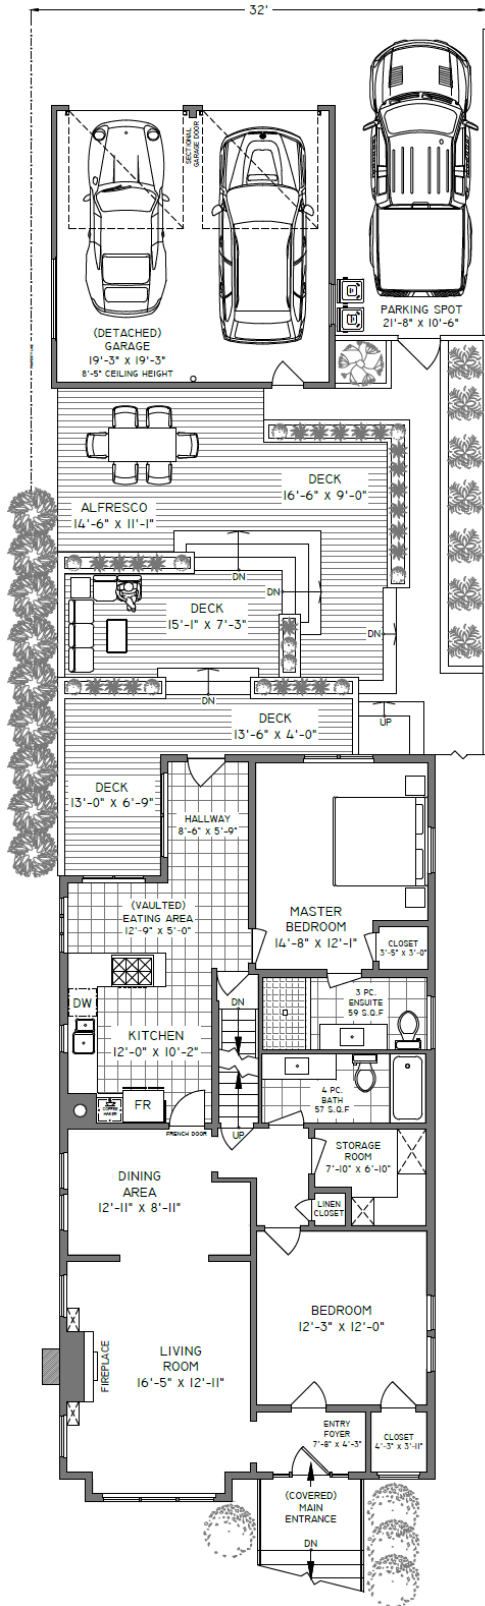 32'
SECTIONAL
GARAGE DOOR
PARKING SPOT
21'-8" X 10'-6"
(DETACHED)
GARAGE
19'-3" X 19'-3"
8'-5" CEILING HEIGHT
DECK
16'-6" X 9'-0"
ALFRESCO
14'-6" X 11'-1"
DN
DN
DECK
15'-1" X 7'-3"
DN
DN
DECK
13'-6" X 4'-0"
UP
DECK
13'-0" X 6'-9"
HALLWAY
8'-6" X 5'-9"
(VAULTED)
EATING AREA
12'-9" X 5'-0"
MASTER
BEDROOM
14'-8" X 12'-1"
CLOSET
3'-5" X 3'-0"
DW
DN
3 PC.
ENSUITE
59 S.Q.F
KITCHEN
12'-0" X 10'-2"
4 PC.
BATH
57 S.Q.F
COFFEE
MAKER
FR
FRENCH DOOR
UP
STORAGE
ROOM
7'-10" X 6'-10"
DINING
AREA
12'-11" X 8'-11"
LINEN
CLOSET
BEDROOM
12'-3" X 12'-0"
FIREPLACE
LIVING
ROOM
16'-5" X 12'-11"
ENTRY
FOYER
7'-8" X 4'-3"
CLOSET
4'-3" X 3'-11"
(COVERED)
MAIN
ENTRANCE
DN